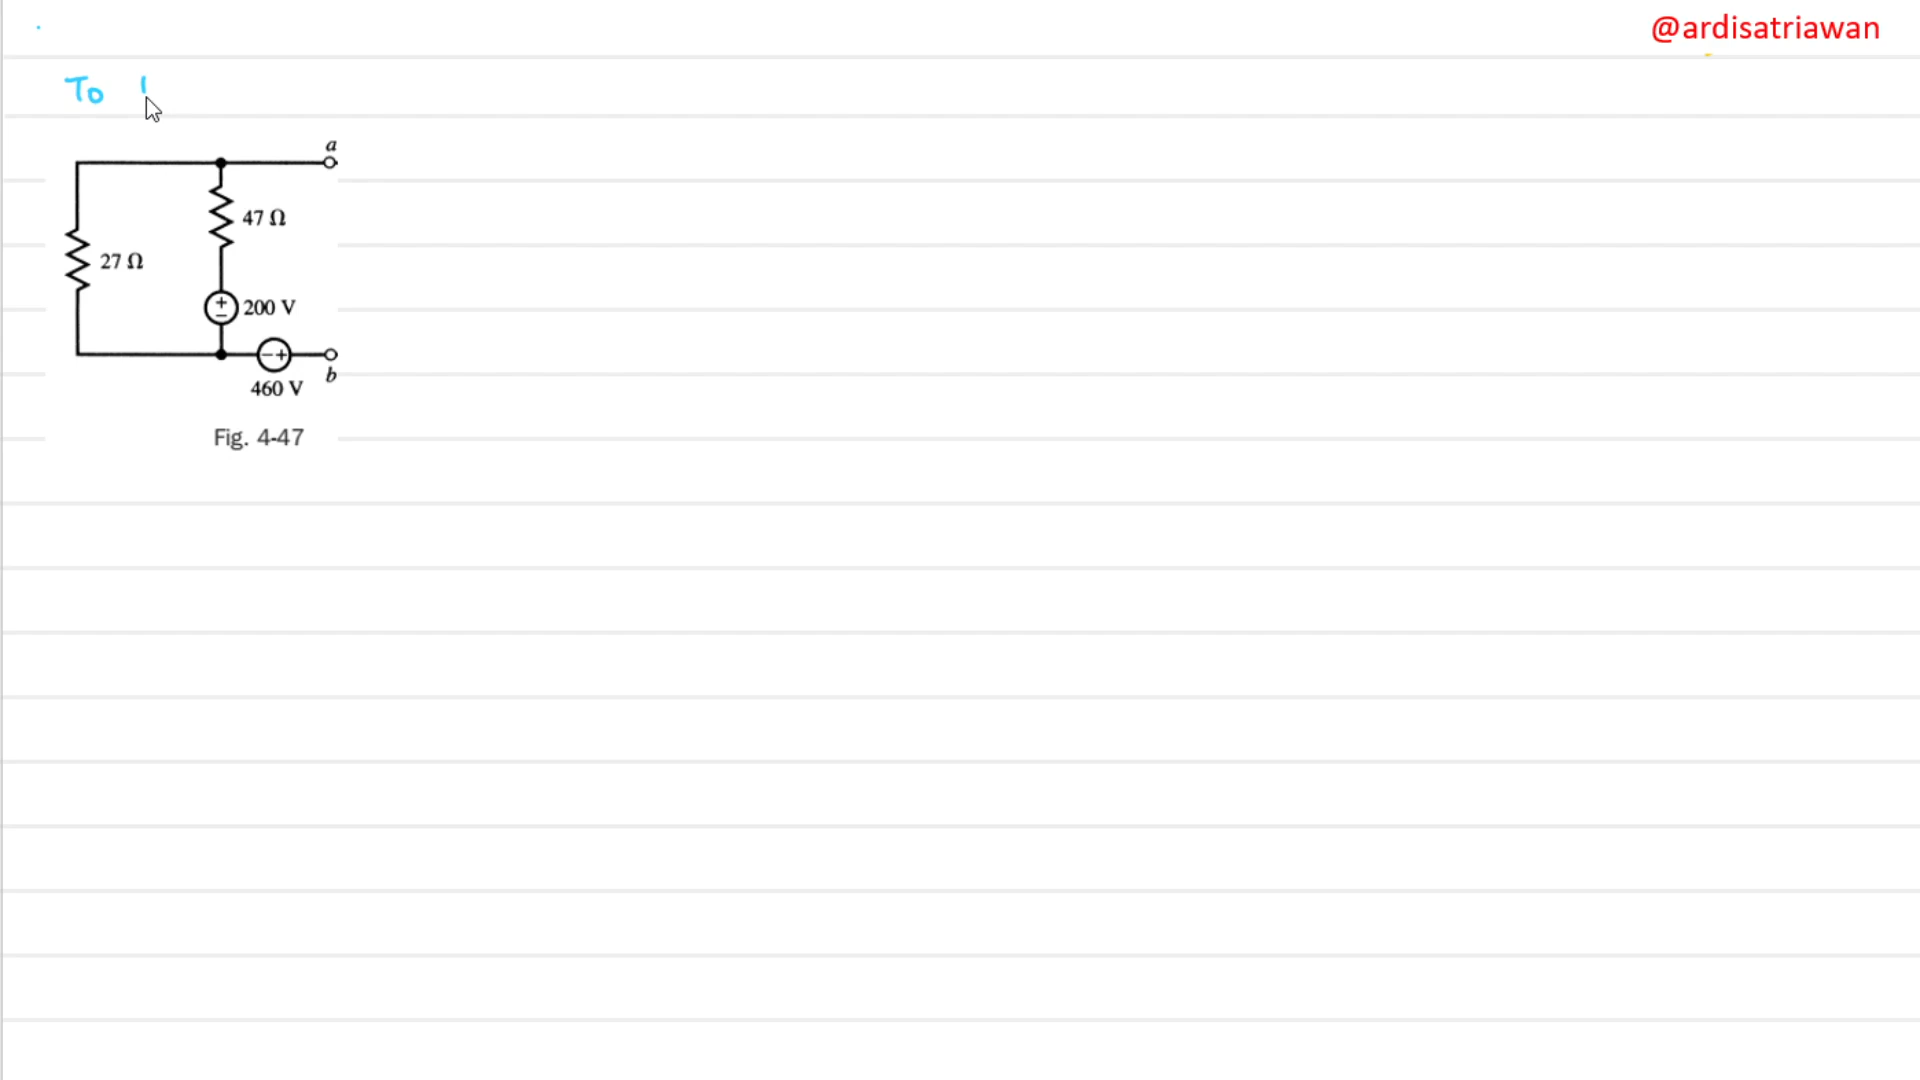 @ardisatriawan
To
a
47 Ω
27 Ω
+
−
200 V
− +
460 V
b
Fig. 4-47